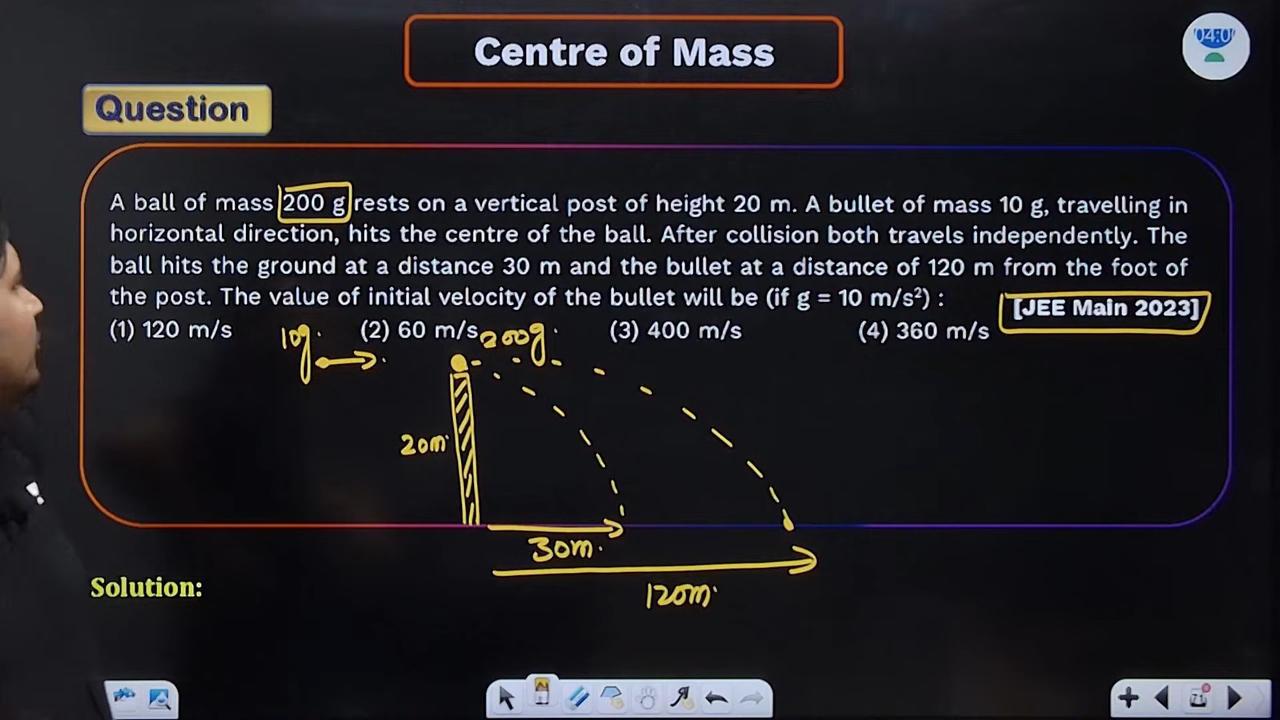 Centre of Mass
04:0
Question
A ball of mass 200 g rests on a vertical post of height 20 m. A bullet of mass 10 g, travelling in
horizontal direction, hits the centre of the ball. After collision both travels independently. The
ball hits the ground at a distance 30 m and the bullet at a distance of 120 m from the foot of
the post. The value of initial velocity of the bullet will be (if g = 10 m/s²) :
[JEE Main 2023]
(1) 120 m/s (2) 60 m/s (3) 400 m/s (4) 360 m/s
10g.
200g.
20m.
30m.
120m.
Solution:
71